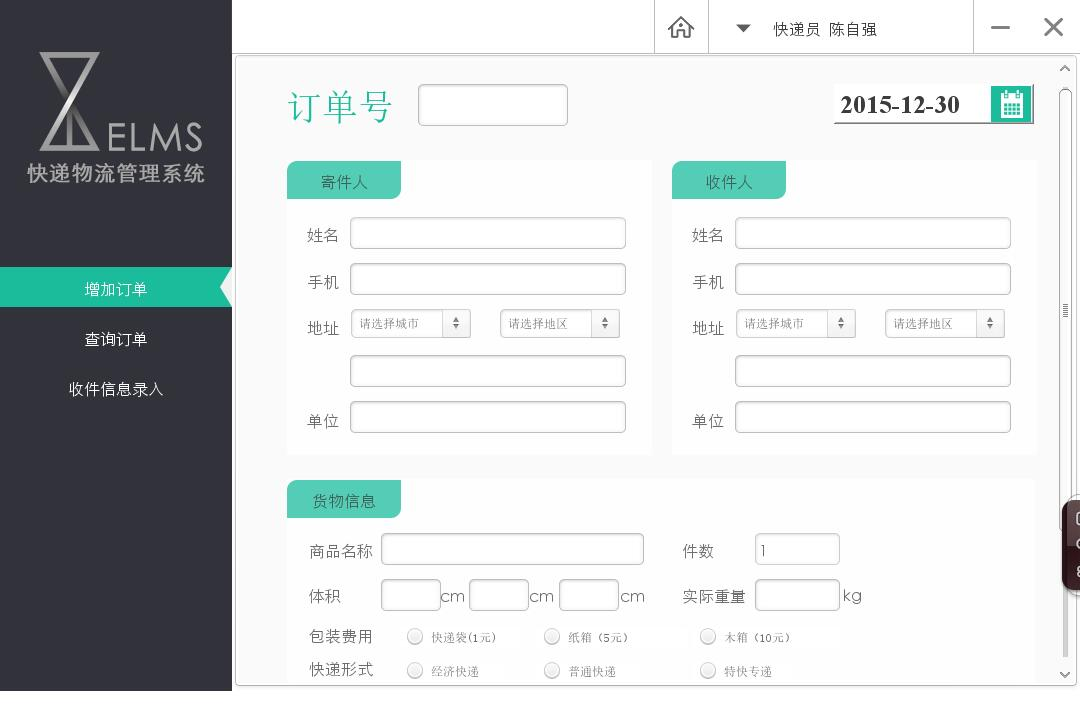 快递员 陈自强
ELMS
快递物流管理系统
增加订单
查询订单
收件信息录入
订单号
2015-12-30
寄件人
收件人
姓名
姓名
手机
手机
地址 请选择城市 请选择地区
地址 请选择城市 请选择地区
单位
单位
货物信息
商品名称 件数 1
体积 cm cm cm 实际重量 kg
包装费用 快递袋(1元) 纸箱（5元） 木箱（10元）
快递形式 经济快递 普通快递 特快专递